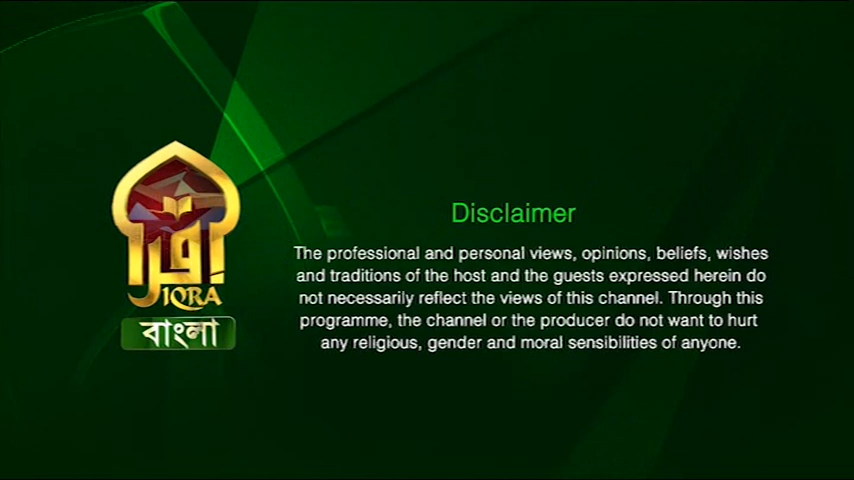 IQRA
বাংলা
Disclaimer
The professional and personal views, opinions, beliefs, wishes
and traditions of the host and the guests expressed herein do
not necessarily reflect the views of this channel. Through this
programme, the channel or the producer do not want to hurt
any religious, gender and moral sensibilities of anyone.